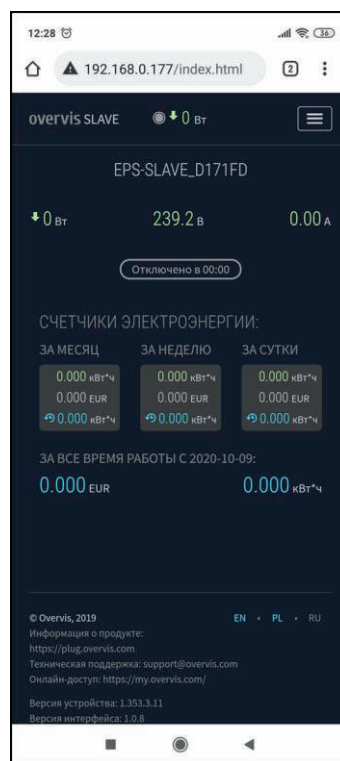 12:28 36
192.168.0.177/index.html 2
overvis SLAVE 0 Вт
EPS-SLAVE_D171FD
0 Вт 239.2 В 0.00 А
Отключено в 00:00
СЧЕТЧИКИ ЭЛЕКТРОЭНЕРГИИ:
ЗА МЕСЯЦ ЗА НЕДЕЛЮ ЗА СУТКИ
0.000 кВт*ч 0.000 кВт*ч 0.000 кВт*ч
0.000 EUR 0.000 EUR 0.000 EUR
0.000 кВт*ч 0.000 кВт*ч 0.000 кВт*ч
ЗА ВСЕ ВРЕМЯ РАБОТЫ С 2020-10-09:
0.000 EUR 0.000 кВт*ч
© Overvis, 2019 EN • PL • RU
Информация о продукте:
https://plug.overvis.com
Техническая поддержка: support@overvis.com
Онлайн-доступ: https://my.overvis.com/
Версия устройства: 1.353.3.11
Версия интерфейса: 1.0.8